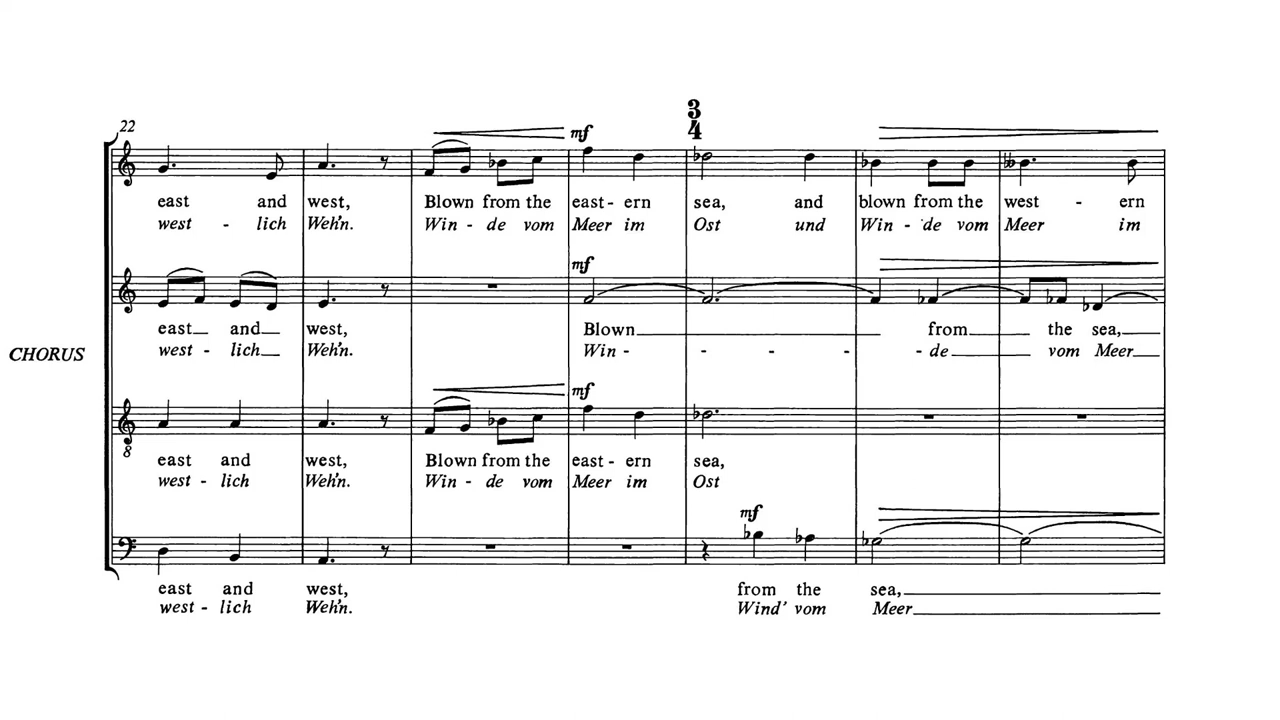 22
mf
3
4
east and west, Blown from the east - ern sea, and blown from the west - ern
west - lich Weh'n. Win - de vom Meer im Ost und Win - de vom Meer im
mf
east and west, Blown from the sea,
west - lich Weh'n. Win - - - - - de vom Meer
CHORUS
mf
8
east and west, Blown from the east - ern sea,
west - lich Weh'n. Win - de vom Meer im Ost
mf
east and west, from the sea,
west - lich Weh'n. Wind' vom Meer